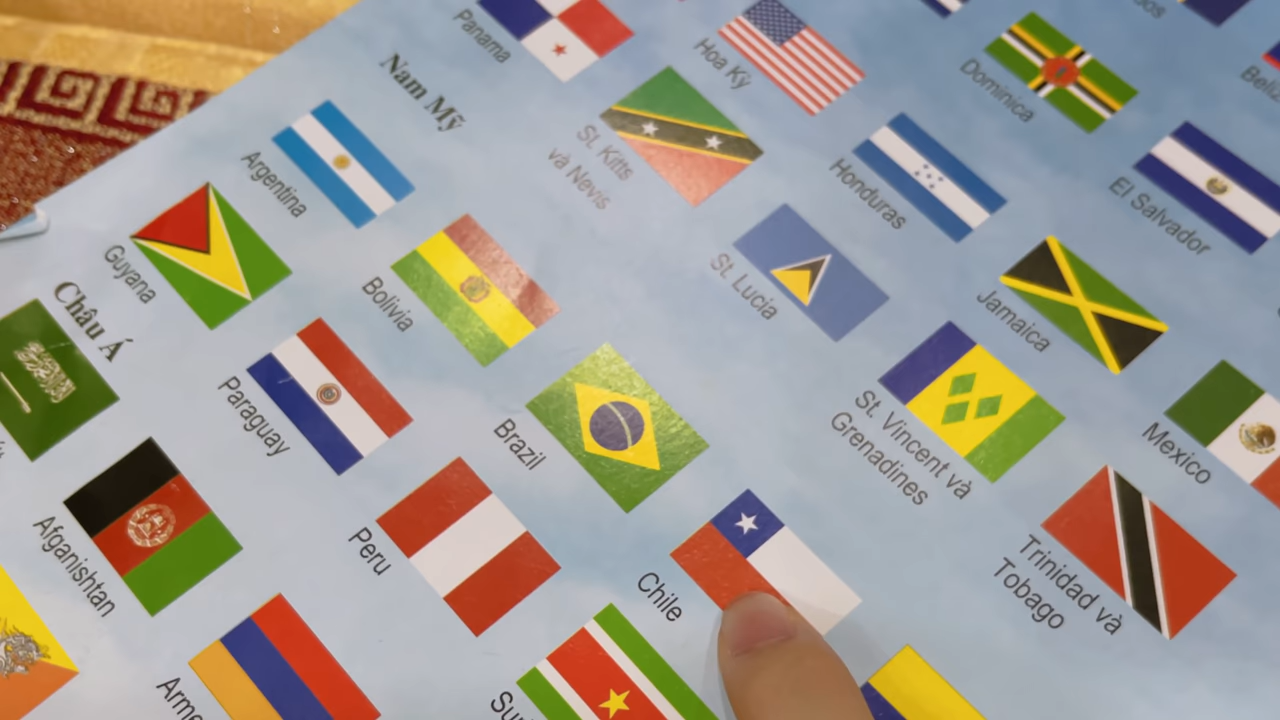 Panama
Hoa Kỳ
Dominica
Nam Mỹ
St. Kitts
và Nevis
Honduras
El Salvador
Argentina
Guyana
Bolivia
St. Lucia
Jamaica
Châu Á
Paraguay
Brazil
St. Vincent và
Grenadines
Mexico
Afganishtan
Peru
Chile
Trinidad và
Tobago